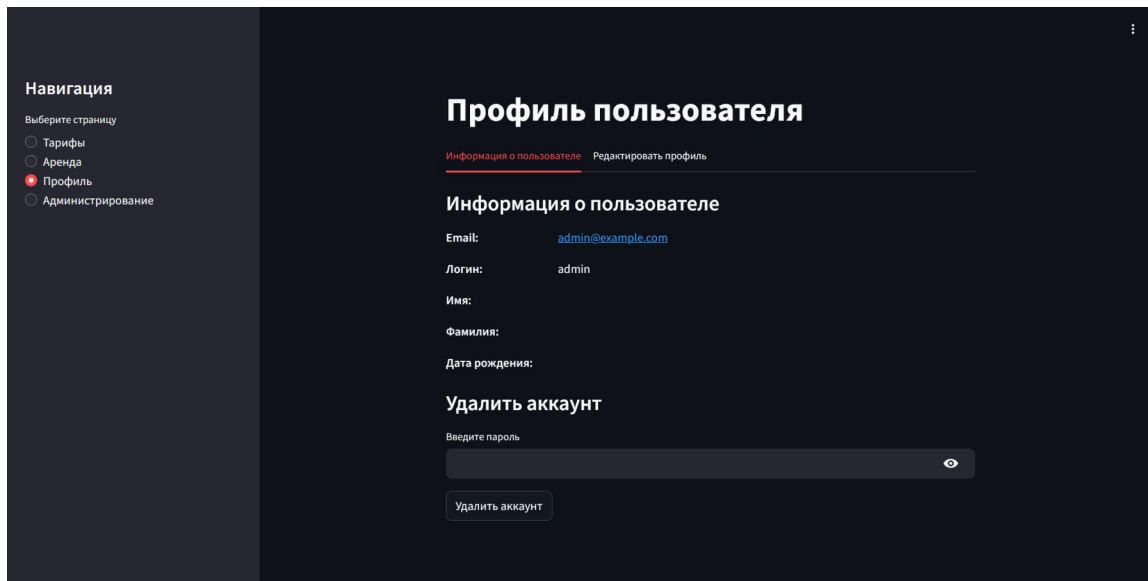 Навигация
Выберите страницу
Тарифы
Аренда
Профиль
Администрирование
Профиль пользователя
Информация о пользователе Редактировать профиль
Информация о пользователе
Email: admin@example.com
Логин: admin
Имя:
Фамилия:
Дата рождения:
Удалить аккаунт
Введите пароль
Удалить аккаунт